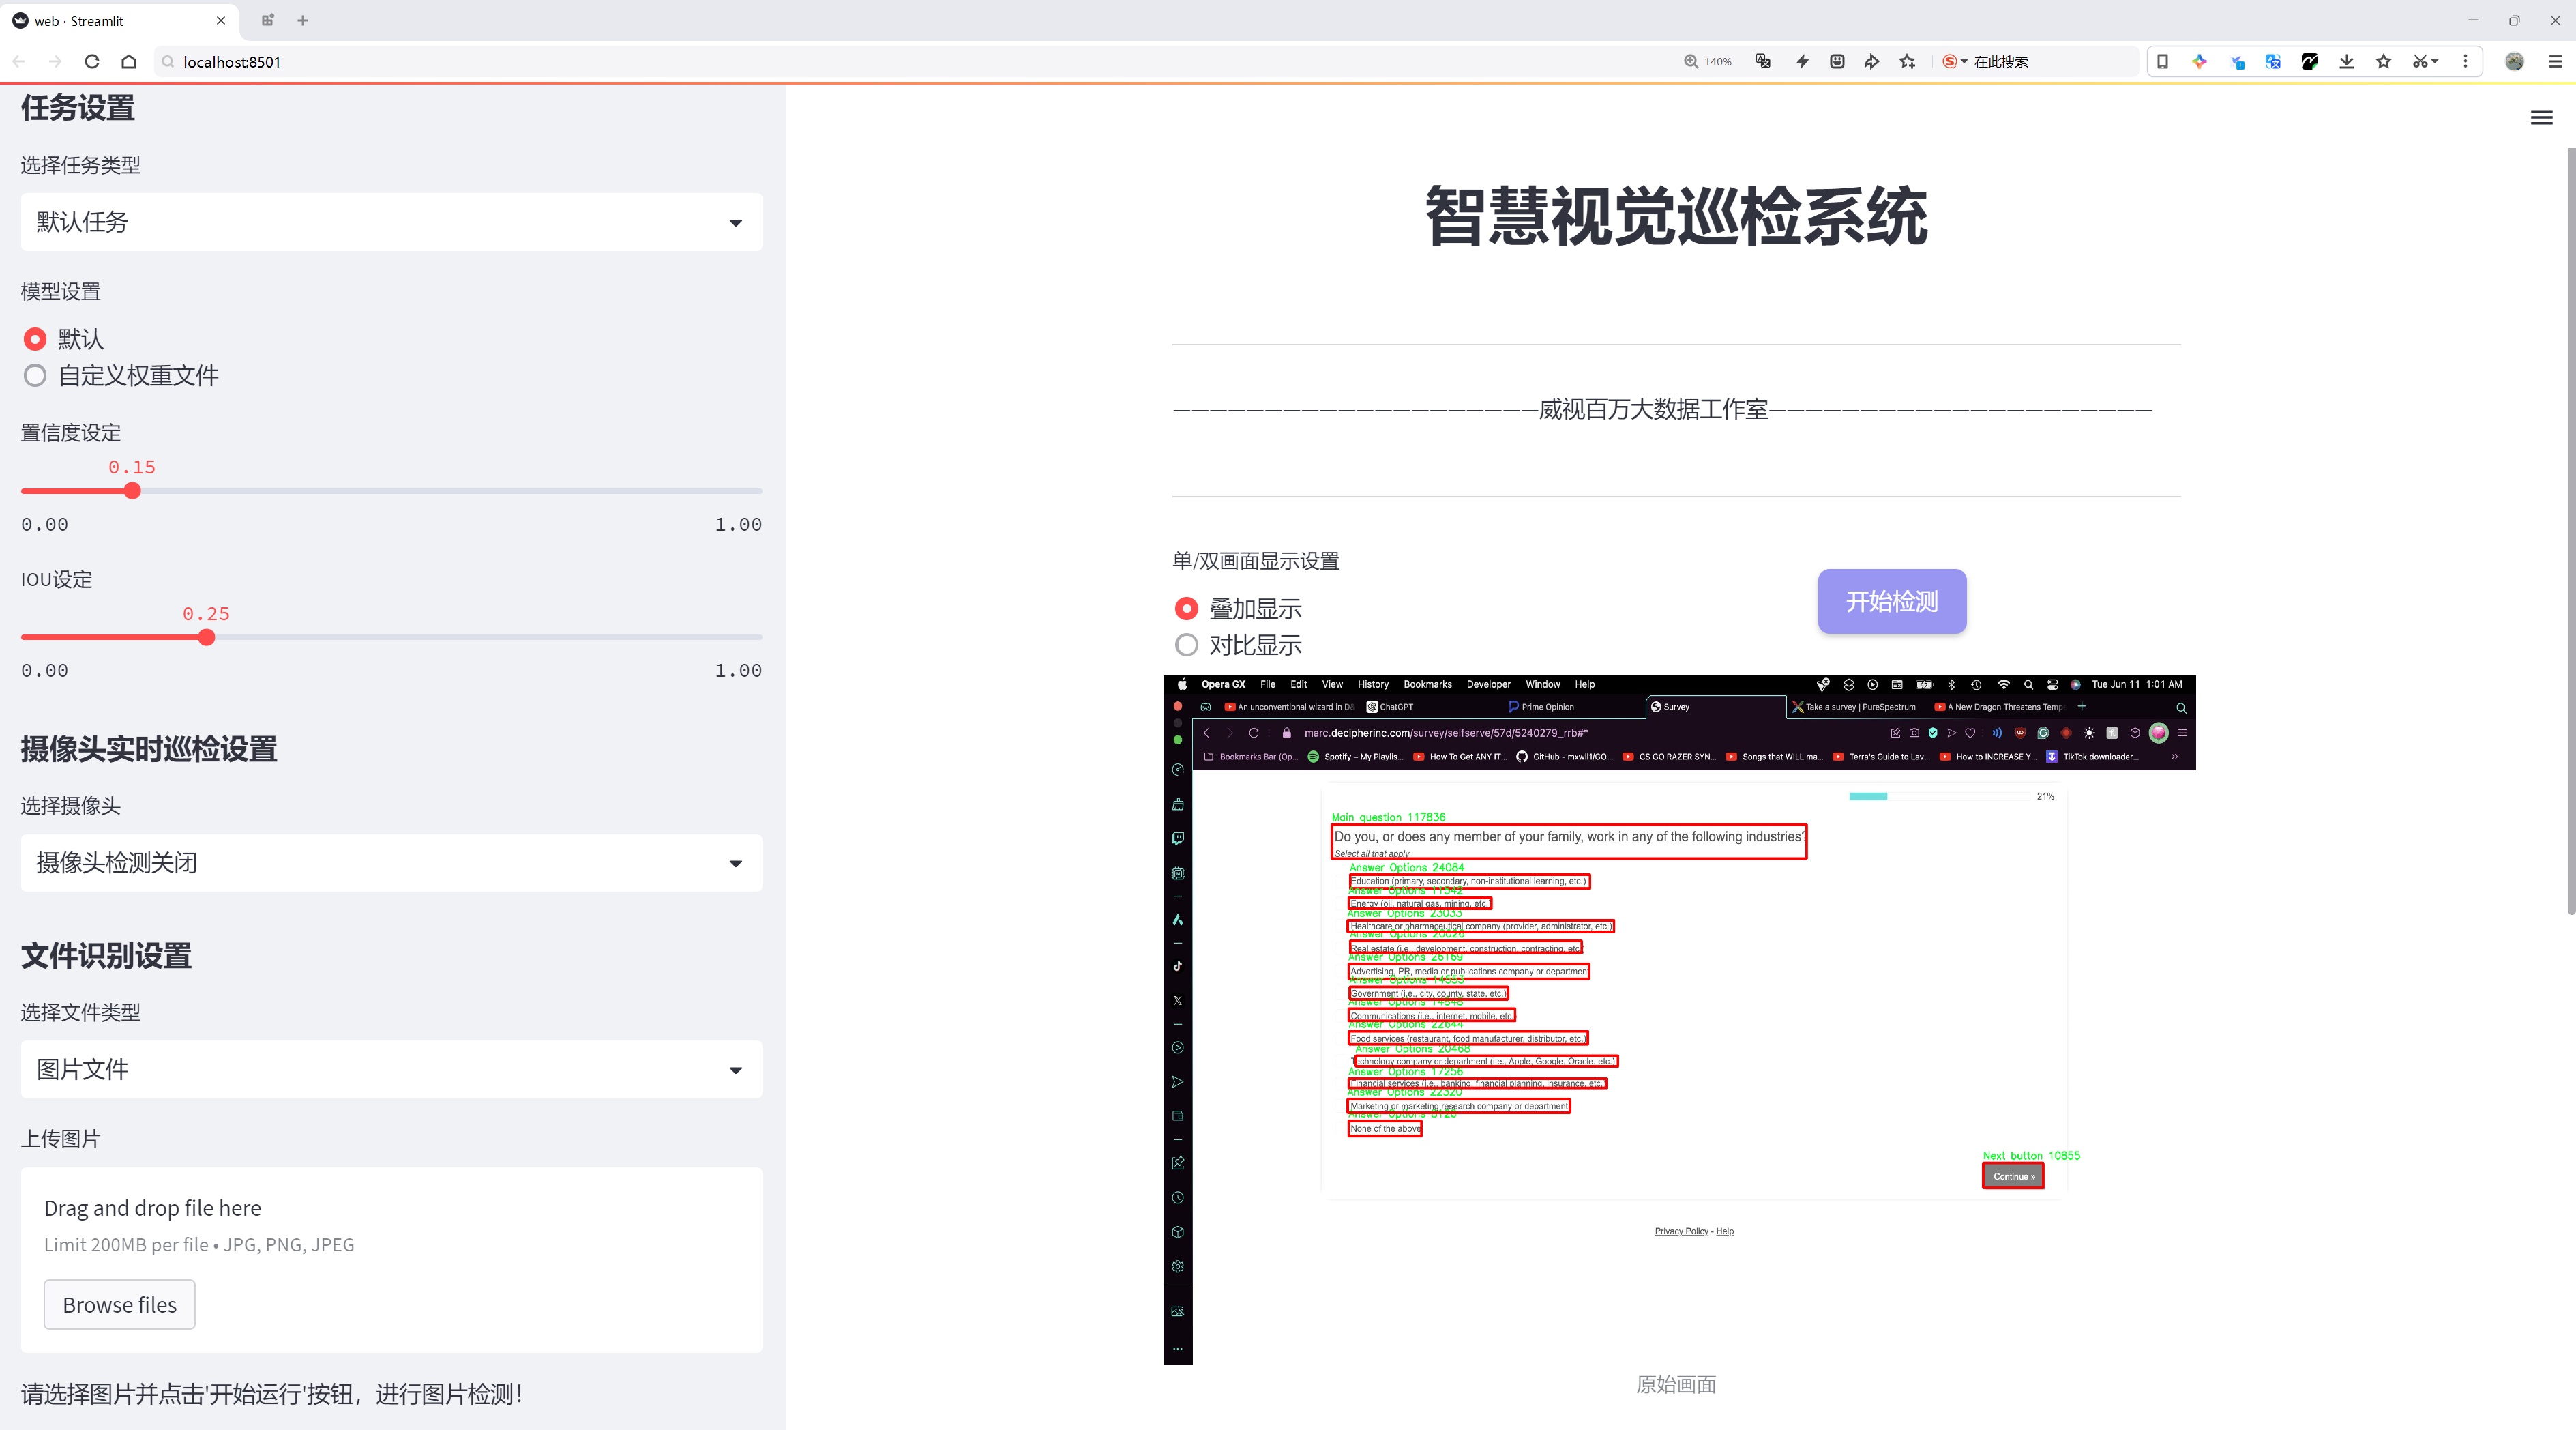 web · Streamlit
localhost:8501
140%
在此搜索
任务设置
选择任务类型
默认任务
模型设置
默认
自定义权重文件
置信度设定
0.15
0.00 1.00
IOU设定
0.25
0.00 1.00
摄像头实时巡检设置
选择摄像头
摄像头检测关闭
文件识别设置
选择文件类型
图片文件
上传图片
Drag and drop file here
Limit 200MB per file • JPG, PNG, JPEG
Browse files
请选择图片并点击'开始运行'按钮，进行图片检测！
智慧视觉巡检系统
————————————————————威视百万大数据工作室—————————————————————
单/双画面显示设置
叠加显示
对比显示
开始检测
Opera GX File Edit View History Bookmarks Developer Window Help Tue Jun 11 1:01 AM
An unconventional wizard in D& ChatGPT Prime Opinion Survey Take a survey | PureSpectrum A New Dragon Threatens Temp
marc.decipherinc.com/survey/selfserve/57d/5240279_rrb#*
Bookmarks Bar (Op... Spotify – My Playlis... How To Get ANY IT... GitHub - mxwll1/GO... CS GO RAZER SYN... Songs that WILL ma... Terra's Guide to Lav... How to INCREASE Y... TikTok downloader...
21%
Main question 117836
Do you, or does any member of your family, work in any of the following industries?
Select all that apply
Answer Options 24084
Education (primary, secondary, non-institutional learning, etc.)
Answer Options 11542
Energy (oil, natural gas, mining, etc.)
Answer Options 23033
Healthcare or pharmaceutical company (provider, administrator, etc.)
Answer Options
Real estate (i.e., development, construction, contracting, etc.)
Answer Options 26169
Advertising, PR, media or publications company or department
Answer Options
Government (i.e., city, county, state, etc.)
Answer Options 14848
Communications (i.e., internet, mobile, etc.
Answer Options 22644
Food services (restaurant, food manufacturer, distributor, etc.)
Answer Options 20468
Technology company or department (i.e., Apple, Google, Oracle, etc.)
Answer Options 17256
Financial services (i.e., banking, financial planning, insurance, etc.)
Answer Options 22320
Marketing or marketing research company or department
Answer Options
None of the above
Next button 10855
Continue »
Privacy Policy - Help
原始画面